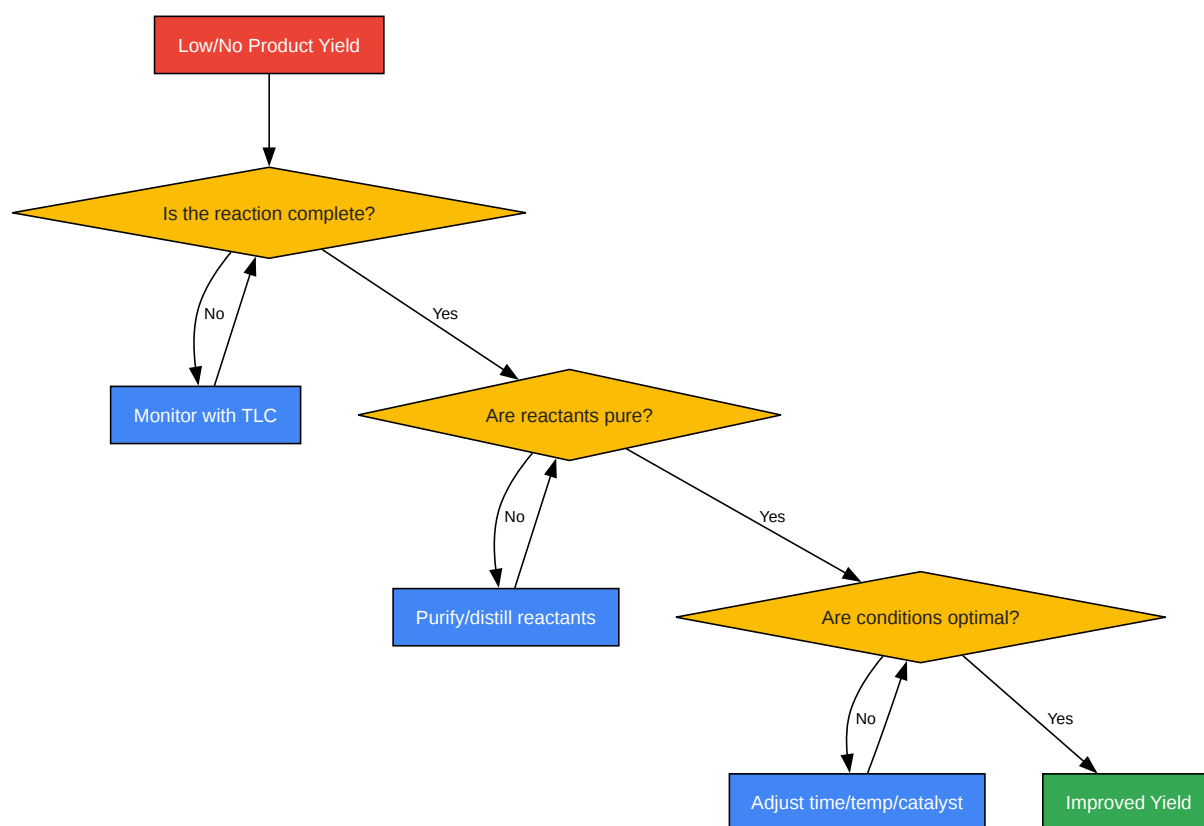 Low/No Product Yield
Is the reaction complete?
No
Yes
Monitor with TLC
Are reactants pure?
No
Yes
Purify/distill reactants
Are conditions optimal?
No
Yes
Adjust time/temp/catalyst
Improved Yield